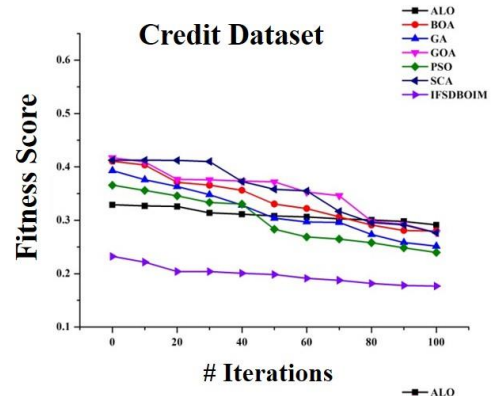 ALO
BOA
GA
GOA
PSO
SCA
IFSDBOIM
Credit Dataset
Fitness Score
0.6
0.5
0.4
0.3
0.2
0.1
0 20 40 60 80 100
# Iterations
ALO